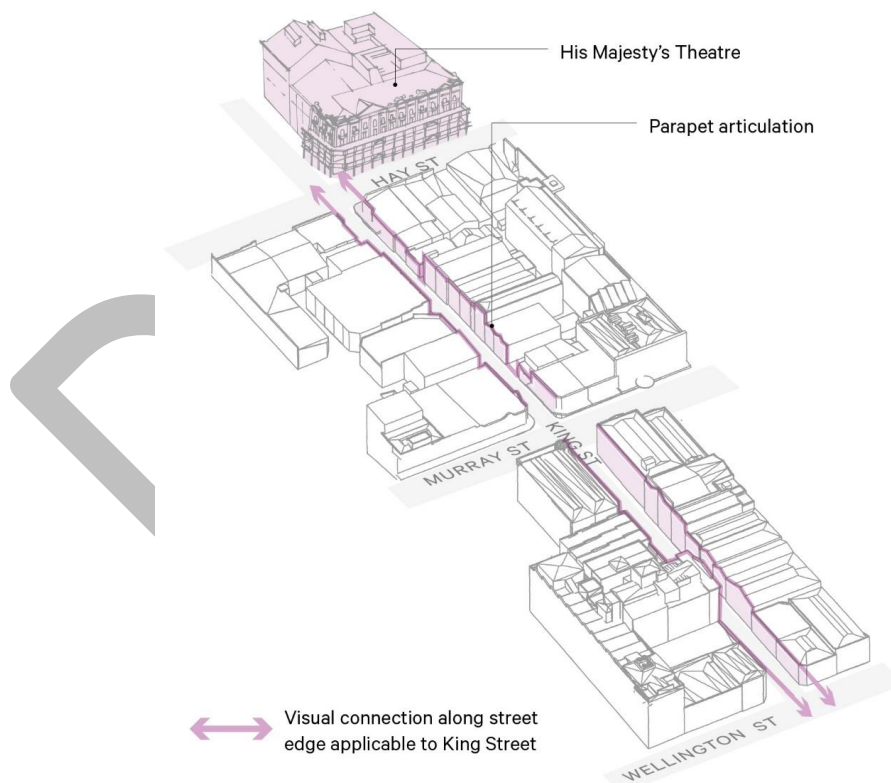 His Majesty’s Theatre
Parapet articulation
HAY ST
KING ST
MURRAY ST
Visual connection along street
edge applicable to King Street
WELLINGTON ST